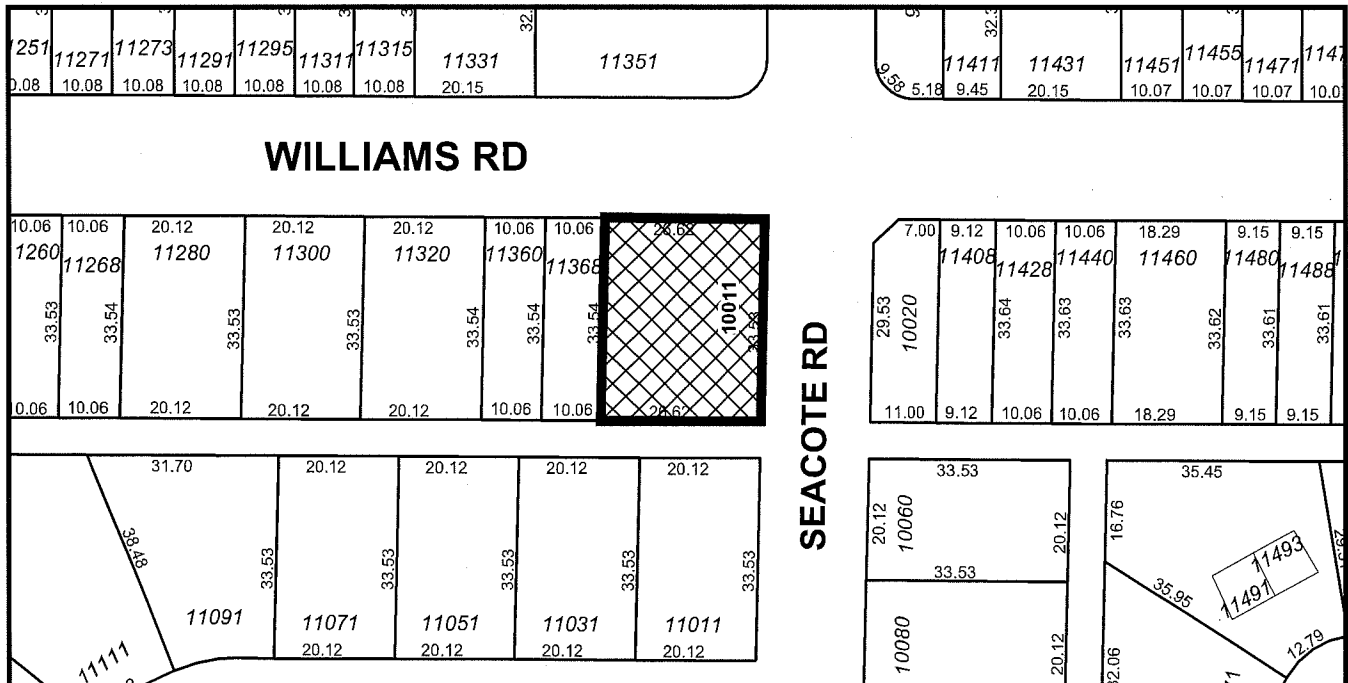 1251 11271 11273 11291 11295 11311 11315 11331 11351 11411 11431 11451 11455 11471
0.08 10.08 10.08 10.08 10.08 10.08 10.08 20.15 9.58 5.18 9.45 20.15 10.07 10.07 10.07
WILLIAMS RD
10.06 10.06 20.12 20.12 20.12 10.06 10.06 7.00 9.12 10.06 10.06 18.29 9.15 9.15
1260 11268 11280 11300 11320 11360 11368 10011 11408 11428 11440 11460 11480 11488
33.53 33.54 33.53 33.53 33.54 33.54 33.54 33.53 29.53 10020 33.64 33.63 33.63 33.62 33.61 33.61
0.06 10.06 20.12 20.12 20.12 10.06 10.06 11.00 9.12 10.06 10.06 18.29 9.15 9.15
SEACOTE RD
31.70 20.12 20.12 20.12 20.12 33.53 35.45
38.48 33.53 33.53 33.53 33.53 33.53 20.12 10060 20.12 16.76
33.53 35.95 11491 11493
11091 11071 11051 11031 11011
20.12 20.12 20.12 20.12
11111 10080 20.12 32.06 12.79